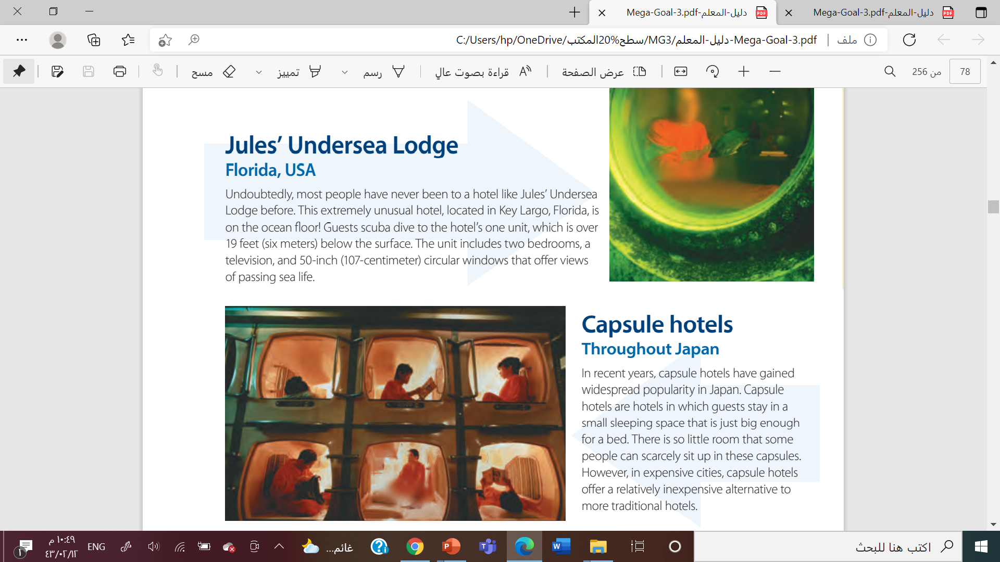 دليل-المعلم-Mega-Goal-3.pdf
دليل-المعلم-Mega-Goal-3.pdf
ملف
C:/Users/hp/OneDrive/سطح%20المكتب/MG3/دليل-المعلم-Mega-Goal-3.pdf
78
من 256
عرض الصفحة
قراءة بصوت عالٍ
رسم
تمييز
مسح
Jules’ Undersea Lodge
Florida, USA
Undoubtedly, most people have never been to a hotel like Jules’ Undersea
Lodge before. This extremely unusual hotel, located in Key Largo, Florida, is
on the ocean floor! Guests scuba dive to the hotel’s one unit, which is over
19 feet (six meters) below the surface. The unit includes two bedrooms, a
television, and 50-inch (107-centimeter) circular windows that offer views
of passing sea life.
Capsule hotels
Throughout Japan
In recent years, capsule hotels have gained
widespread popularity in Japan. Capsule
hotels are hotels in which guests stay in a
small sleeping space that is just big enough
for a bed. There is so little room that some
people can scarcely sit up in these capsules.
However, in expensive cities, capsule hotels
offer a relatively inexpensive alternative to
more traditional hotels.
اكتب هنا للبحث
غائم...
ENG
١٠:٤٩ م
٤٣/٠٢/١٢
١